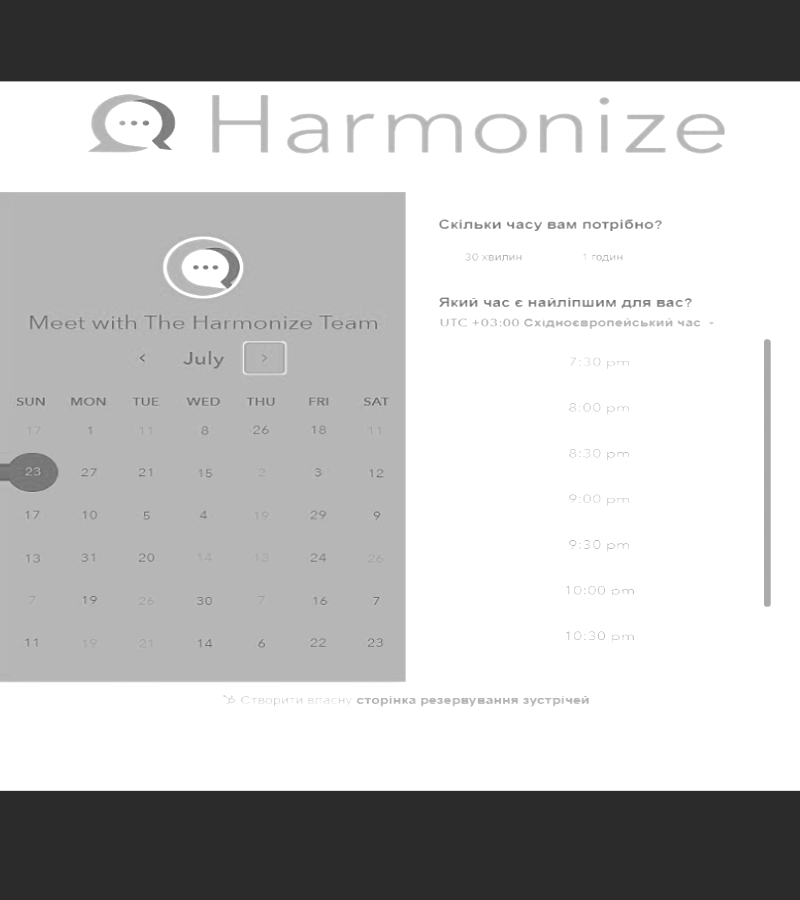 Harmonize
Meet with The Harmonize Team
July
SUN MON TUE WED THU FRI SAT
17 1 11 8 26 18 11
23 27 21 15 2 3 12
17 10 5 4 19 29 9
13 31 20 14 13 24 26
7 19 26 30 7 16 7
11 19 21 14 6 22 23
Скільки часу вам потрібно?
30 хвилин 1 годин
Який час є найліпшим для вас?
UTC +03:00 Східноєвропейський час
7:30 pm
8:00 pm
8:30 pm
9:00 pm
9:30 pm
10:00 pm
10:30 pm
Створити власну сторінка резервування зустрічей